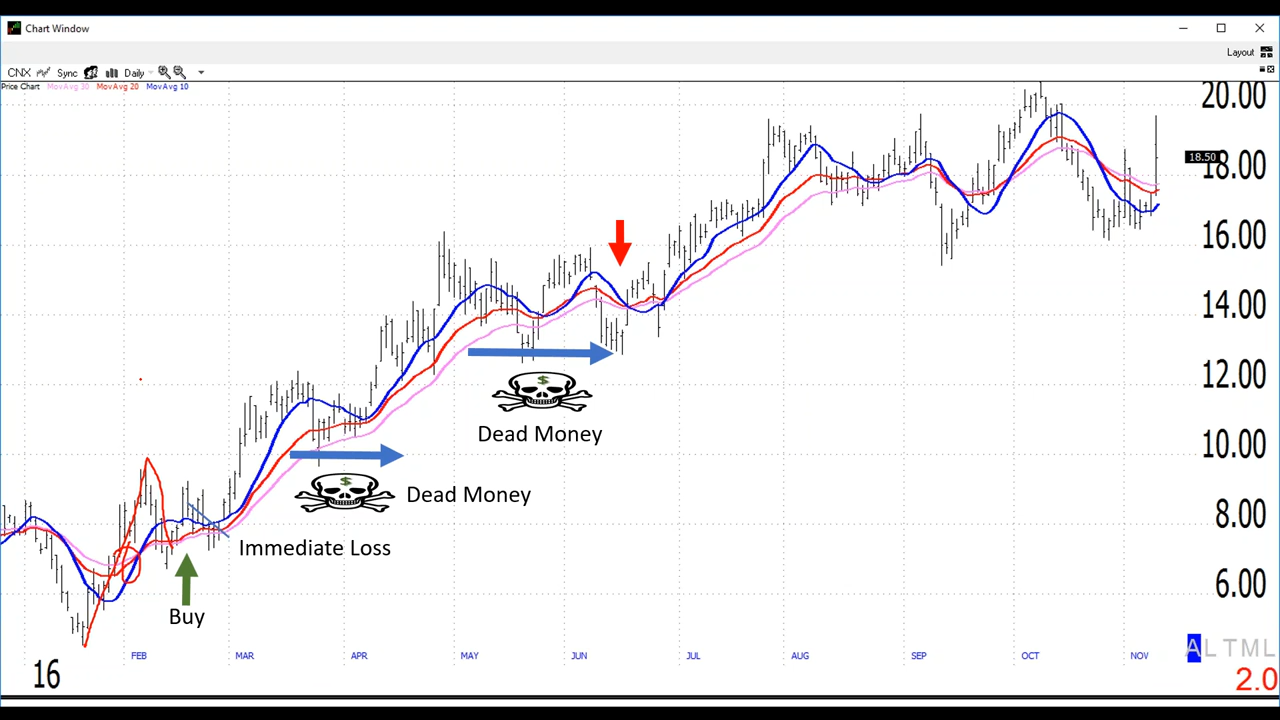 Chart Window
Layout
CNX Sync Daily
Price Chart MovAvg 30 MovAvg 20 MovAvg 10
20.00
18.50
18.00
16.00
14.00
12.00
$
Dead Money
10.00
$
Dead Money
8.00
Immediate Loss
6.00
Buy
FEB MAR APR MAY JUN JUL AUG SEP OCT NOV
A L T M L
16
2.0